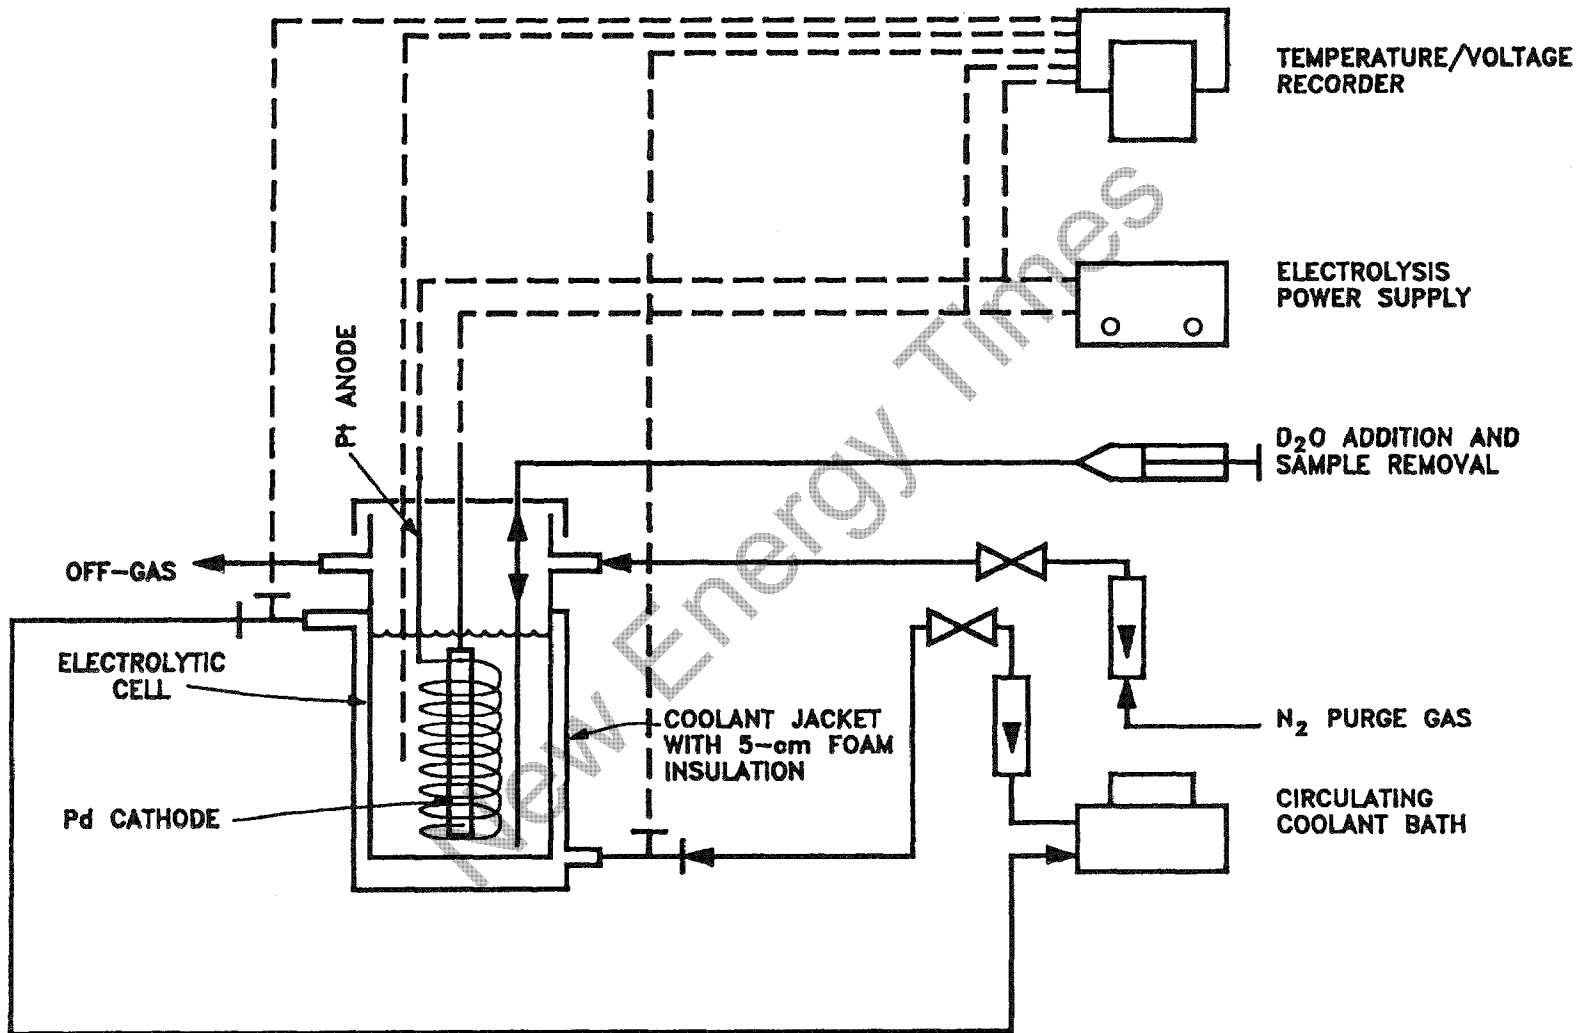 TEMPERATURE/VOLTAGE
RECORDER
ELECTROLYSIS
POWER SUPPLY
Pt ANODE
D₂O ADDITION AND
SAMPLE REMOVAL
OFF-GAS
ELECTROLYTIC
CELL
COOLANT JACKET
WITH 5-cm FOAM
INSULATION
N₂ PURGE GAS
Pd CATHODE
CIRCULATING
COOLANT BATH
New Energy Times